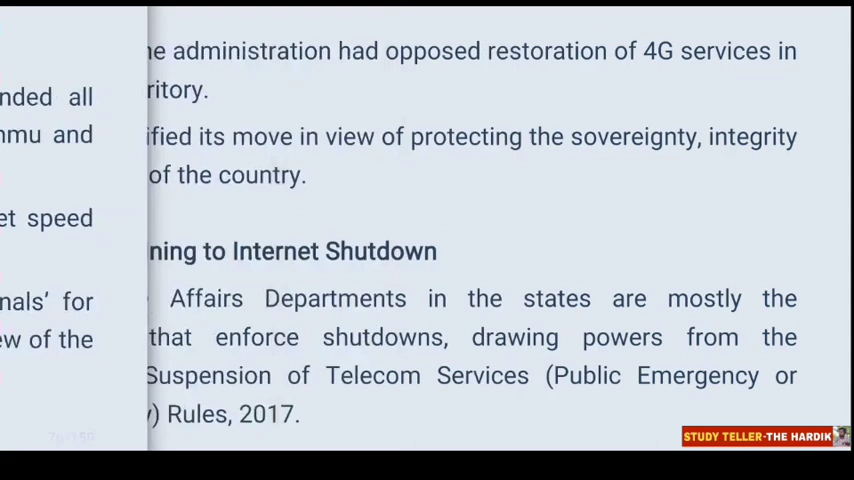 nded all
nmu and
et speed
nals’ for
ew of the
ne administration had opposed restoration of 4G services in
ritory.
ified its move in view of protecting the sovereignty, integrity
of the country.
ning to Internet Shutdown
Affairs Departments in the states are mostly the
that enforce shutdowns, drawing powers from the
Suspension of Telecom Services (Public Emergency or
y) Rules, 2017.
STUDY TELLER-THE HARDIK